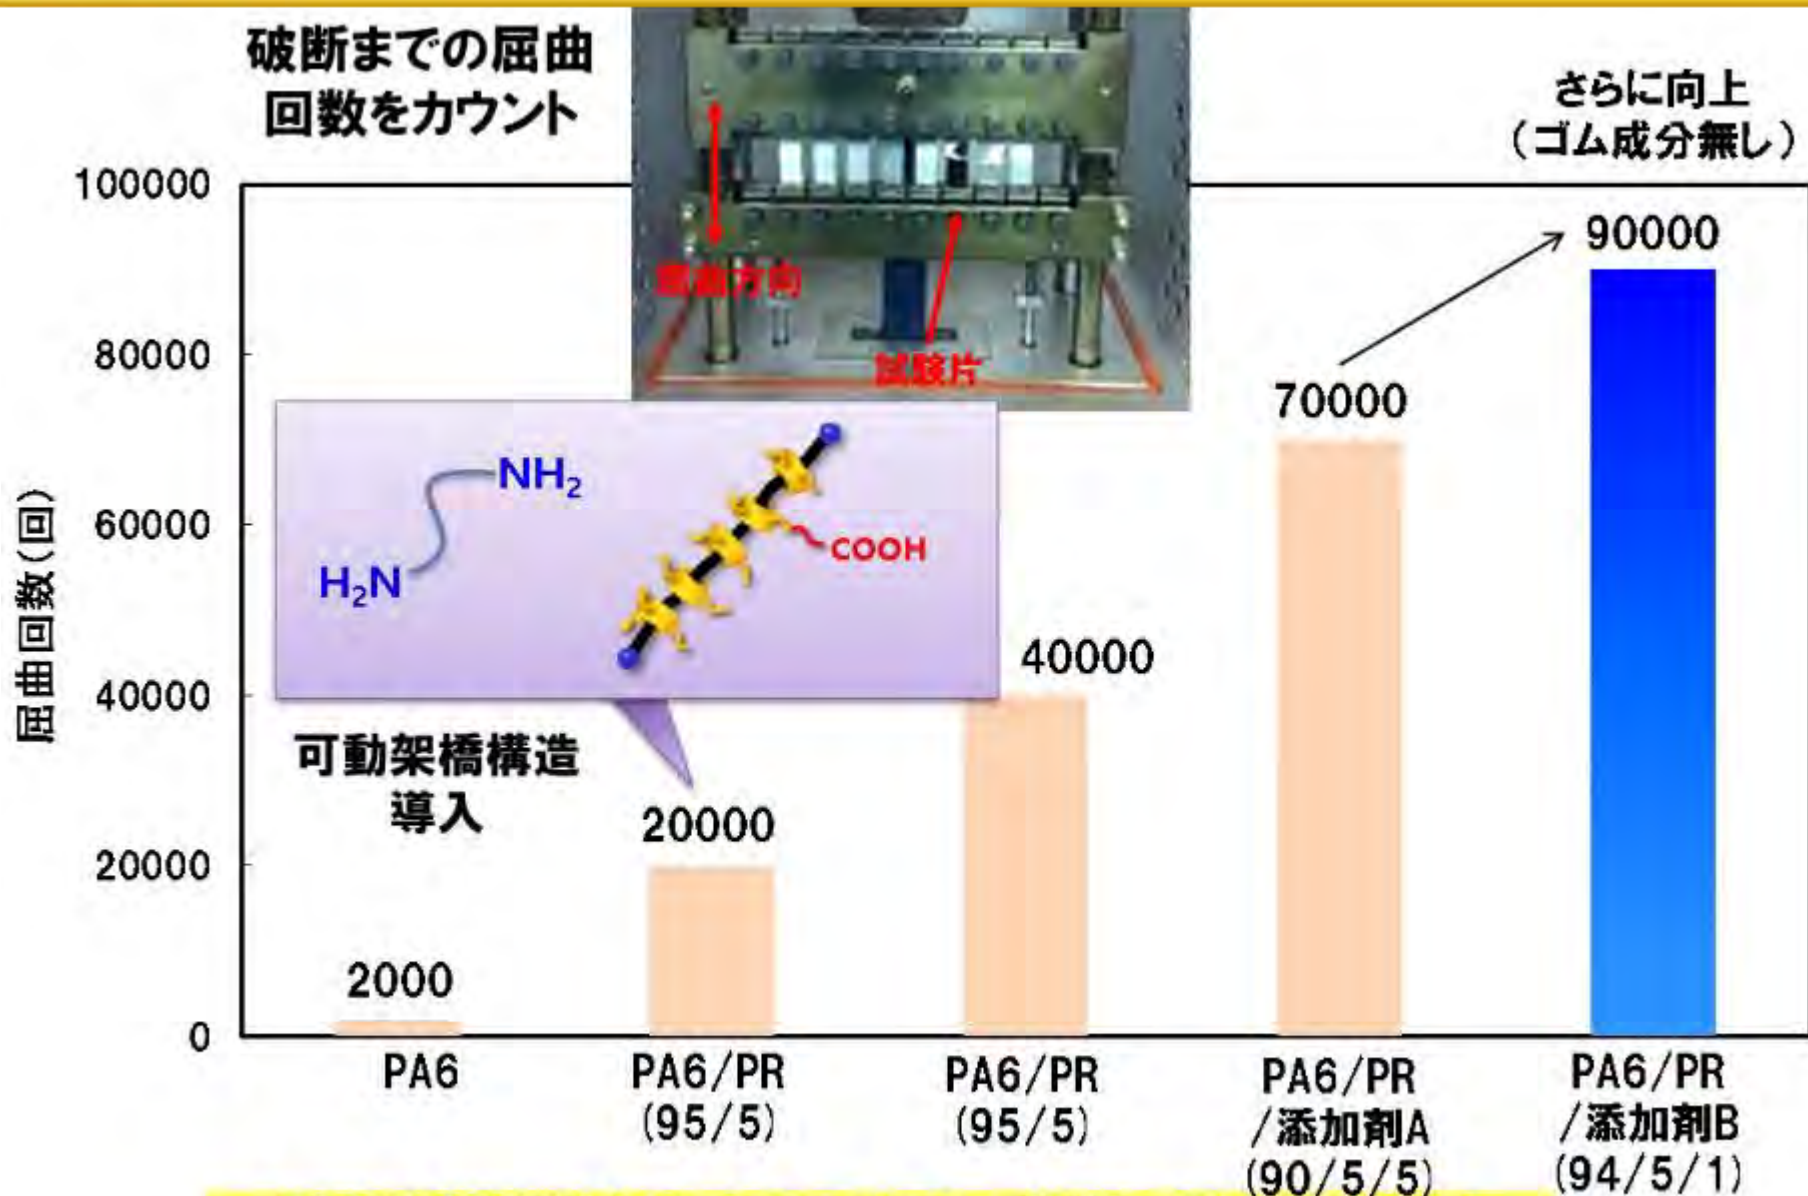 破断までの屈曲
回数をカウント
屈曲方向
試験片
さらに向上
(ゴム成分無し)
屈曲回数(回)
100000
80000
60000
40000
20000
0
NH₂
H₂N
COOH
可動架橋構造
導入
2000
20000
40000
70000
90000
PA6
PA6/PR
(95/5)
PA6/PR
(95/5)
PA6/PR
/添加剤A
(90/5/5)
PA6/PR
/添加剤B
(94/5/1)